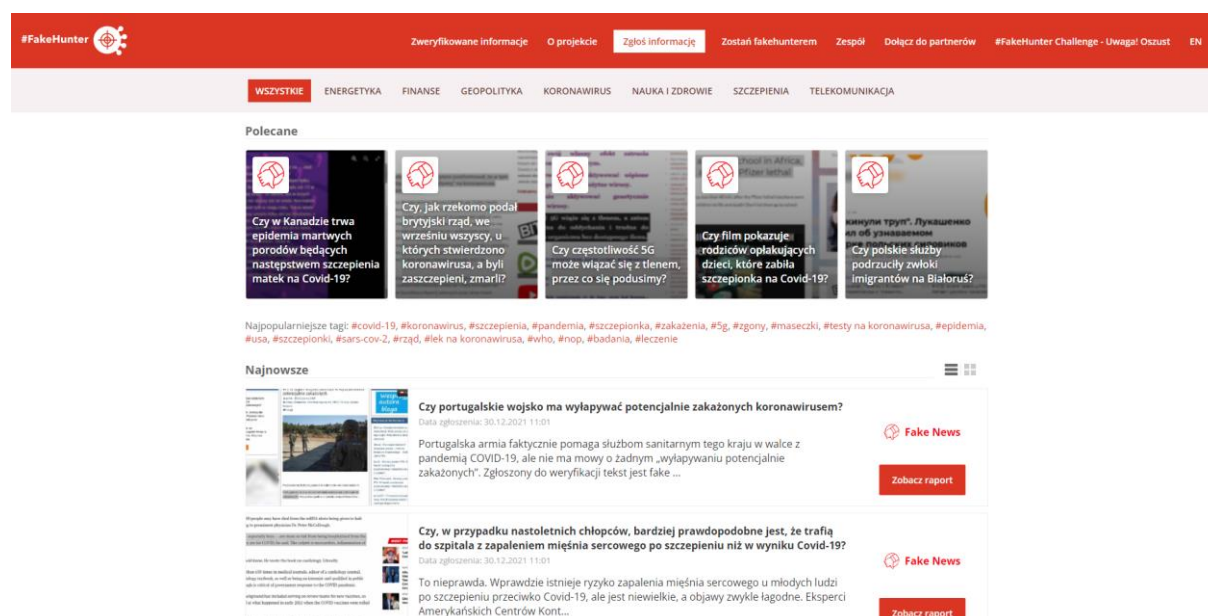 #FakeHunter
Zweryfikowane informacje O projekcie Zgłoś informację Zostań fakehunterem Zespół Dołącz do partnerów #FakeHunter Challenge - Uwaga! Oszust EN
WSZYSTKIE ENERGETYKA FINANSE GEOPOLITYKA KORONAWIRUS NAUKA I ZDROWIE SZCZEPIENIA TELEKOMUNIKACJA
Polecane
Czy w Kanadzie trwa
epidemia martwych
porodów będących
następstwem szczepienia
matek na Covid-19?
Czy, jak rzekomo podał
brytyjski rząd, we
wrześniu wszyscy, u
których stwierdzono
koronawirusa, a byli
zaszczepieni, zmarli?
Czy częstotliwość 5G
może wiązać się z tlenem,
przez co się podusimy?
Czy film pokazuje
rodziców opłakujących
dzieci, które zabiła
szczepionka na Covid-19?
Czy polskie służby
podrzuciły zwłoki
imigrantów na Białoruś?
Najpopularniejsze tagi: #covid-19, #koronawirus, #szczepienia, #pandemia, #szczepionka, #zakażenia, #5g, #zgony, #maseczki, #testy na koronawirusa, #epidemia,
#usa, #szczepionki, #sars-cov-2, #rząd, #lek na koronawirusa, #who, #nop, #badania, #leczenie
Najnowsze
Czy portugalskie wojsko ma wyłapywać potencjalnie zakażonych koronawirusem?
Data zgłoszenia: 30.12.2021 11:01
Portugalska armia faktycznie pomaga służbom sanitarnym tego kraju w walce z
pandemią COVID-19, ale nie ma mowy o żadnym „wyłapywaniu potencjalnie
zakażonych”. Zgłoszony do weryfikacji tekst jest fake ...
Fake News
Zobacz raport
Czy, w przypadku nastoletnich chłopców, bardziej prawdopodobne jest, że trafią
do szpitala z zapaleniem mięśnia sercowego po szczepieniu niż w wyniku Covid-19?
Data zgłoszenia: 30.12.2021 11:01
To nieprawda. Wprawdzie istnieje ryzyko zapalenia mięśnia sercowego u młodych ludzi
po szczepieniu przeciwko Covid-19, ale jest niewielkie, a objawy zwykle łagodne. Eksperci
Amerykańskich Centrów Kont...
Fake News
Zobacz raport